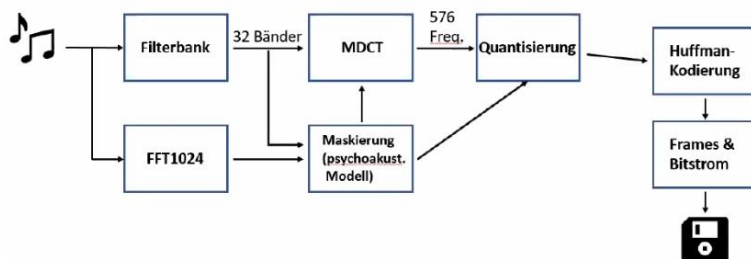 Filterbank
32 Bänder
MDCT
576
Freq.
Quantisierung
Huffman-
Kodierung
FFT1024
Maskierung
(psychoakust.
Modell)
Frames &
Bitstrom